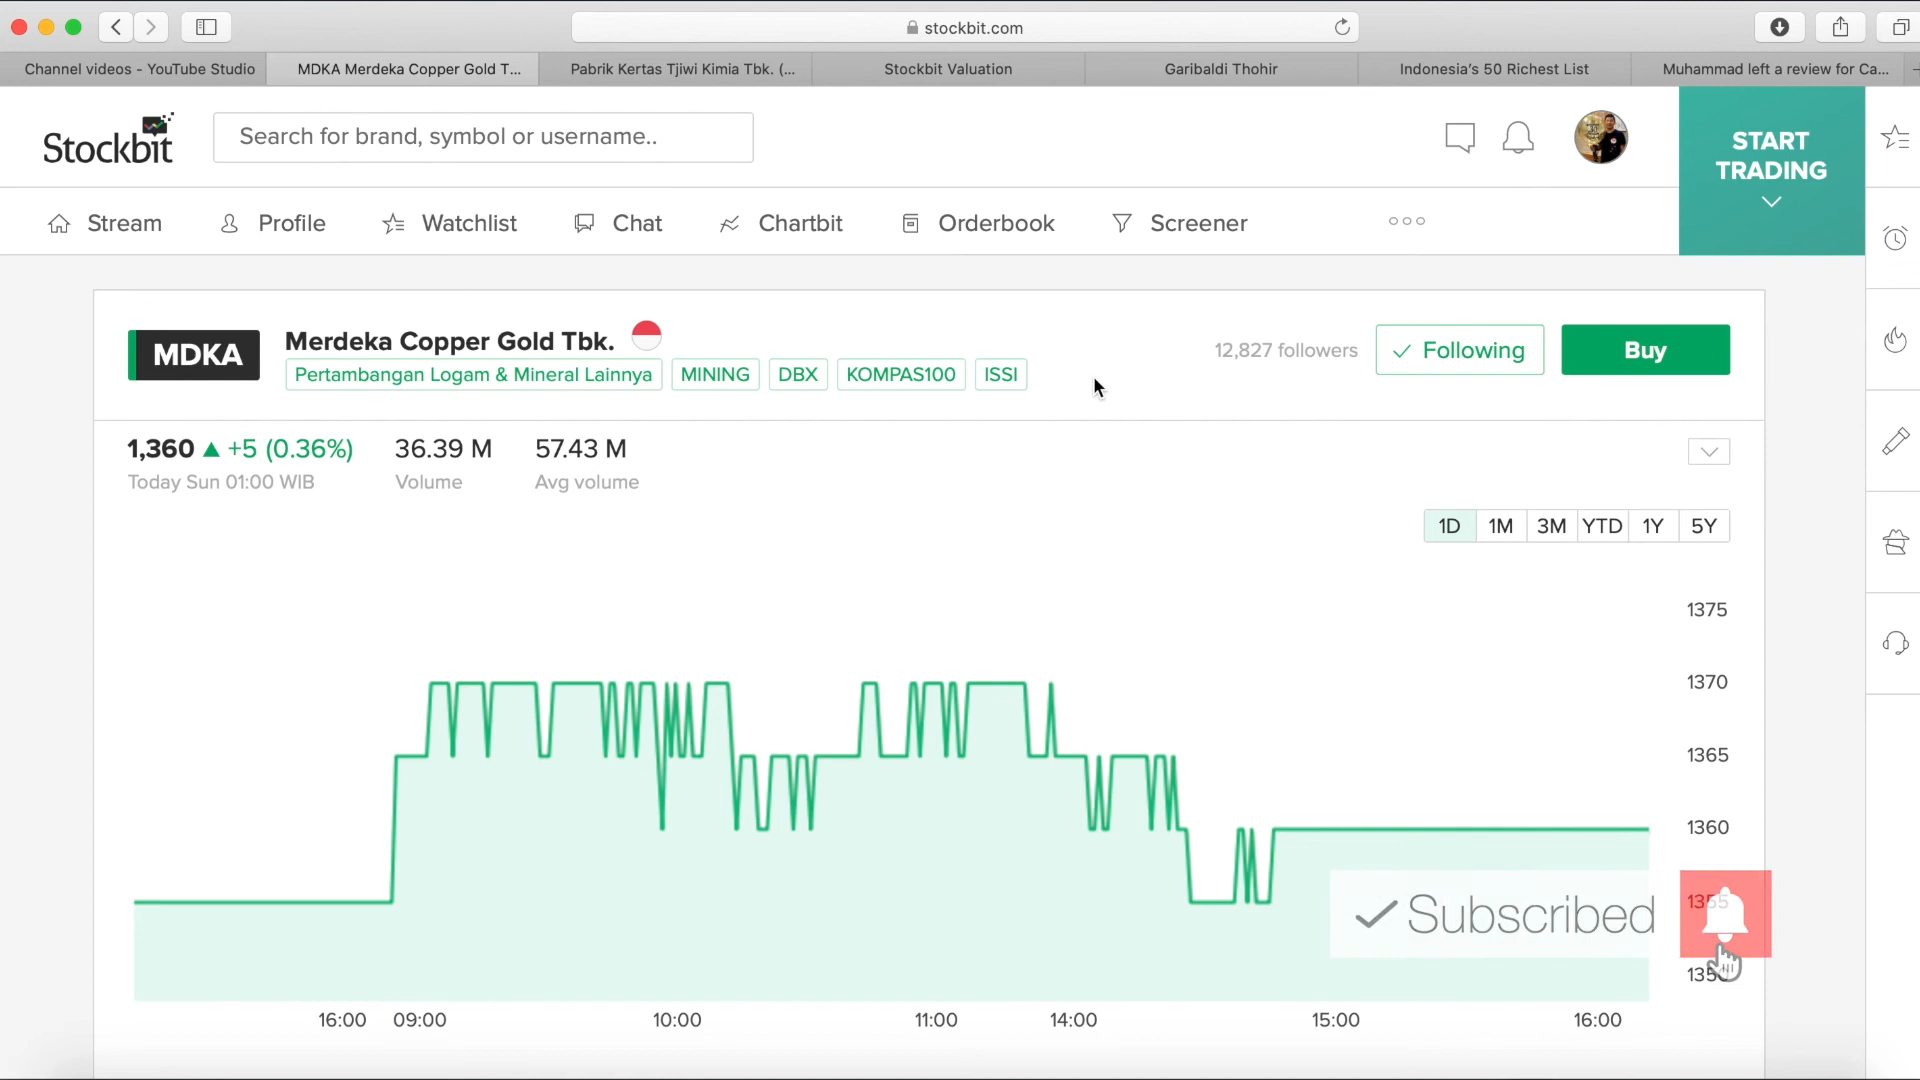 stockbit.com
Channel videos - YouTube Studio
MDKA Merdeka Copper Gold T...
Pabrik Kertas Tjiwi Kimia Tbk. (...
Stockbit Valuation
Garibaldi Thohir
Indonesia's 50 Richest List
Muhammad left a review for Ca...
Stockbit
Search for brand, symbol or username..
START
TRADING
Stream
Profile
Watchlist
Chat
Chartbit
Orderbook
Screener
MDKA
Merdeka Copper Gold Tbk.
Pertambangan Logam & Mineral Lainnya
MINING
DBX
KOMPAS100
ISSI
12,827 followers
Following
Buy
1,360 ▲ +5 (0.36%)
Today Sun 01:00 WIB
36.39 M
Volume
57.43 M
Avg volume
1D
1M
3M
YTD
1Y
5Y
1375
1370
1365
1360
1355
Subscribed
16:00
09:00
10:00
11:00
14:00
15:00
16:00